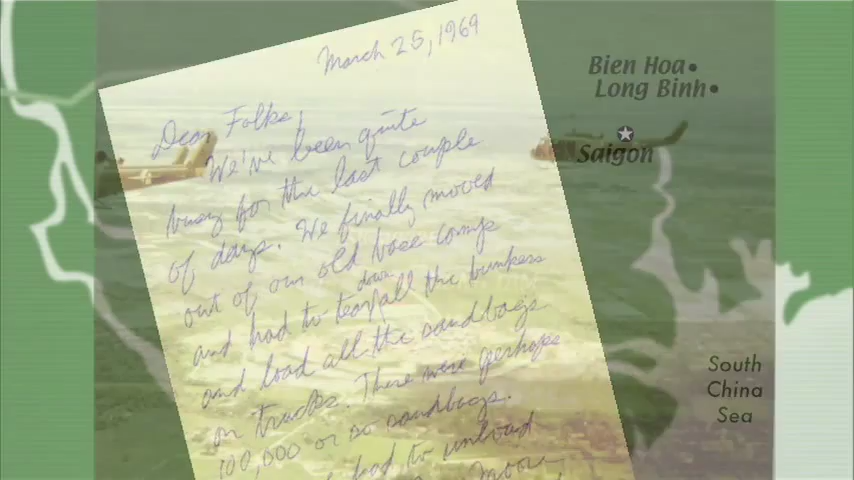 March 25, 1969
Dear Folks,
We've been quite
busy for the last couple
of days. We finally moved
out of our old base camp
and had to tear down all the bunkers
and load all the sandbags
on trucks. There were perhaps
100,000 or so sandbags.
had to unload
Bien Hoa
Long Binh
Saigon
South
China
Sea